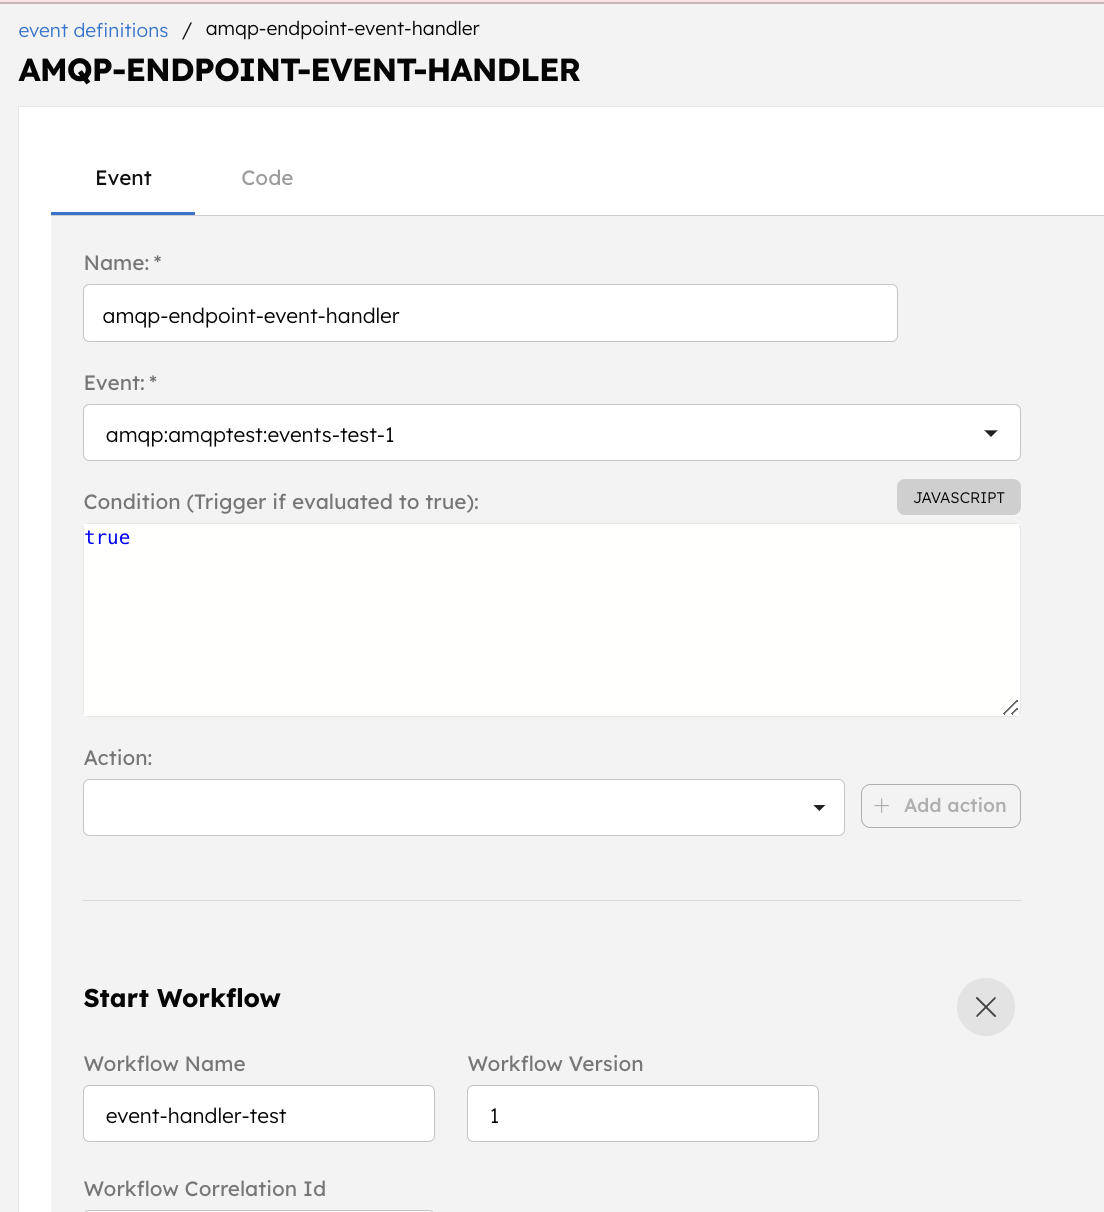 event definitions / amqp-endpoint-event-handler
AMQP-ENDPOINT-EVENT-HANDLER
Event Code
Name: *
amqp-endpoint-event-handler
Event: *
amqp:amqptest:events-test-1
Condition (Trigger if evaluated to true): JAVASCRIPT
true
Action:
+ Add action
Start Workflow
Workflow Name Workflow Version
event-handler-test 1
Workflow Correlation Id